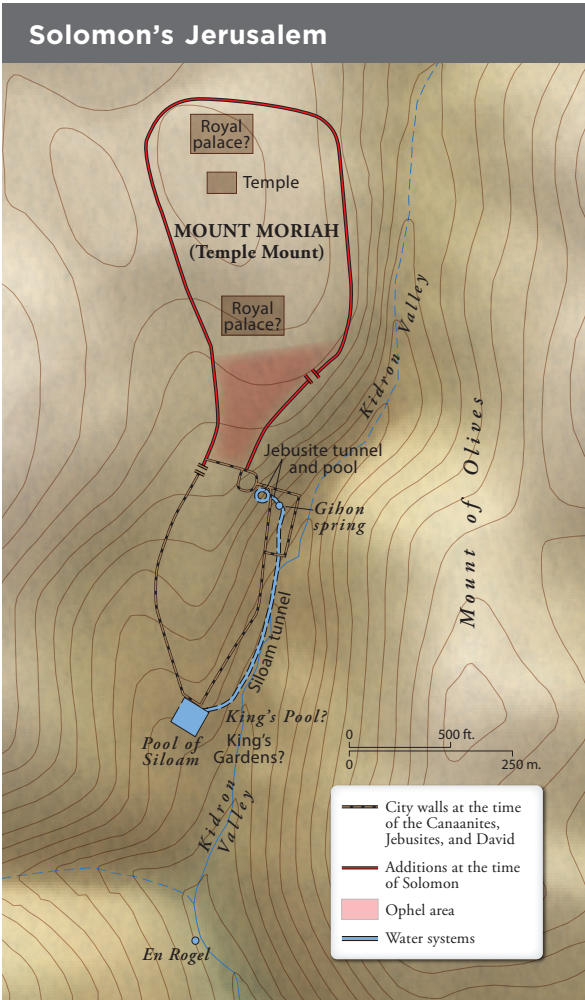 Solomon's Jerusalem
Royal
palace?
Temple
MOUNT MORIAH
(Temple Mount)
Royal
palace?
Kidron Valley
Mount of Olives
Jebusite tunnel
and pool
Gihon
spring
Siloam tunnel
King's Pool?
Pool of
Siloam
King's
Gardens?
0
500 ft.
0
250 m.
Kidron
Valley
En Rogel
City walls at the time
of the Canaanites,
Jebusites, and David
Additions at the time
of Solomon
Ophel area
Water systems